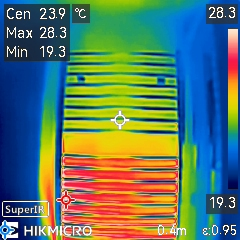 Cen 23.9 °C
Max 28.3
Min 19.3
28.3
19.3
SuperIR
HIKMICRO
0.4m
ε:0.95